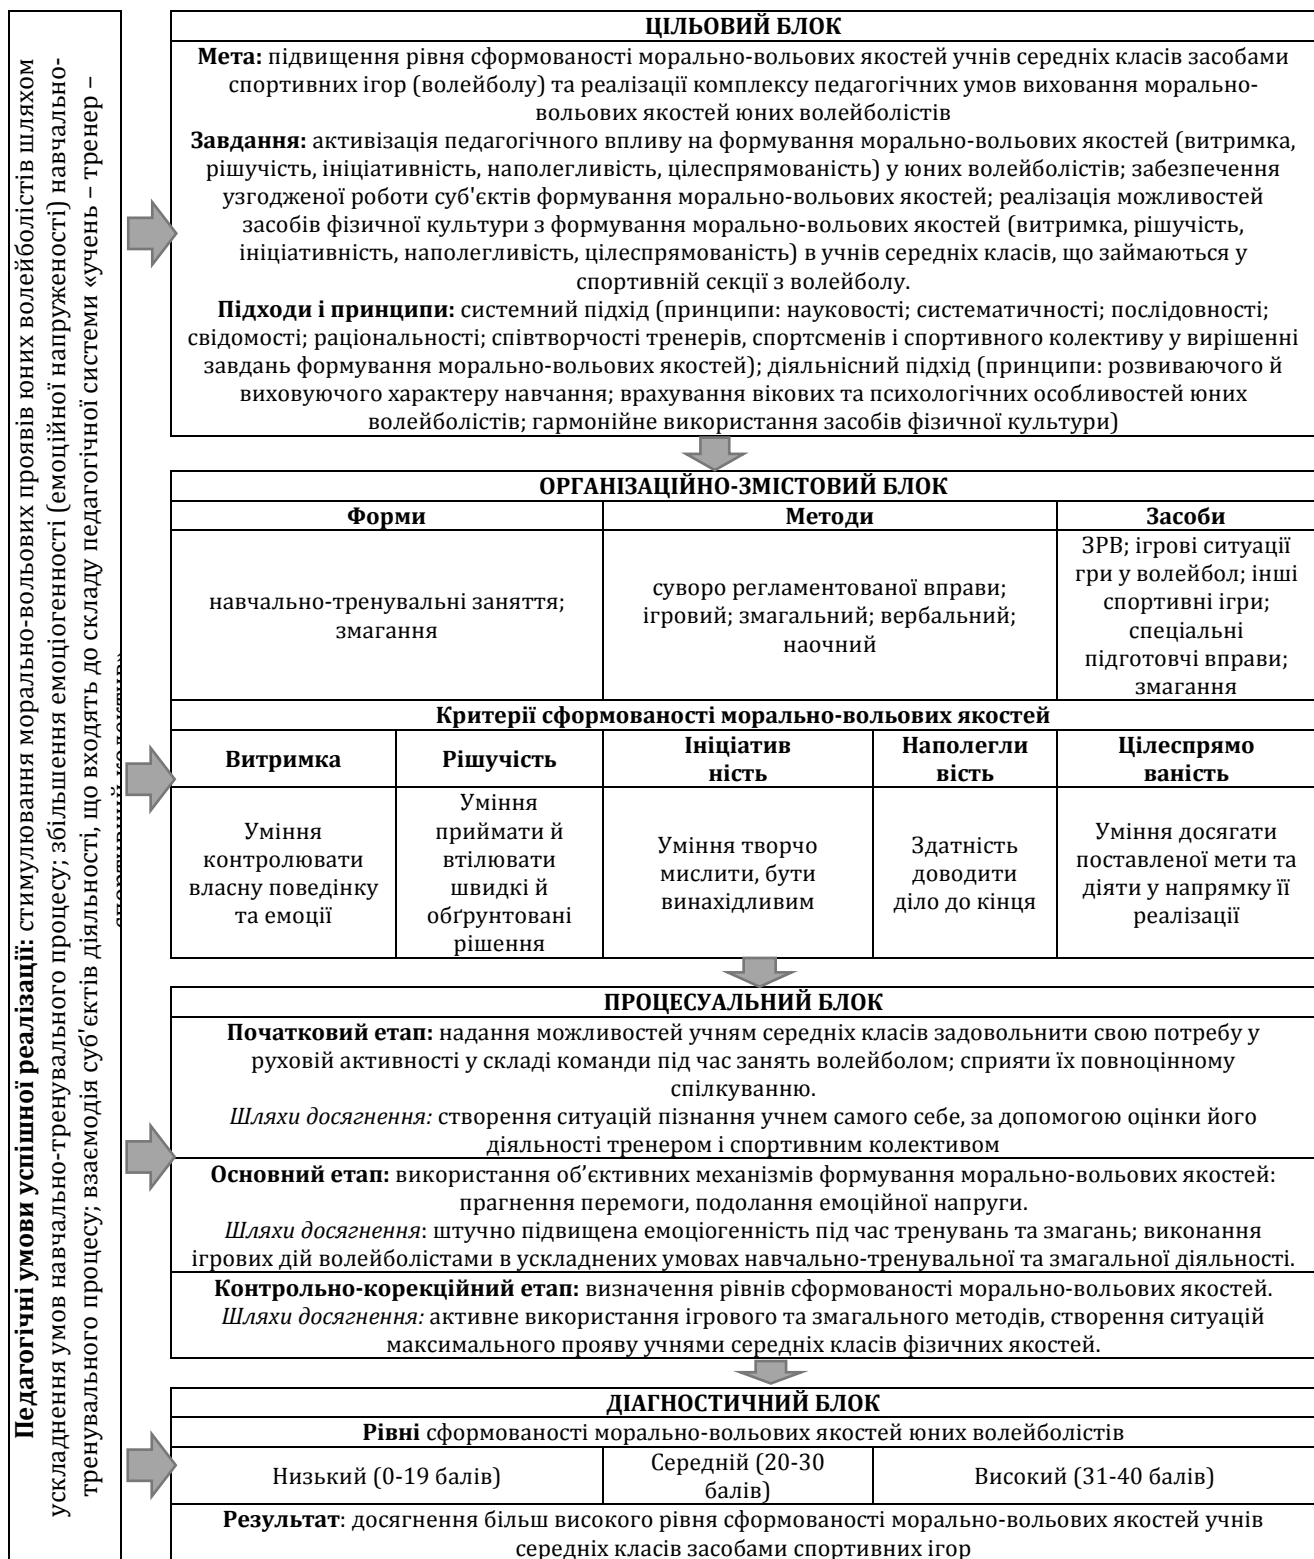 Педагогічні умови успішної реалізації: стимулювання морально-вольових проявів юних волейболістів шляхом
ускладнення умов навчально-тренувального процесу; збільшення емоціогенності (емоційної напруженості) навчально-
тренувального процесу; взаємодія суб'єктів діяльності, що входять до складу педагогічної системи «учень – тренер –
ЦІЛЬОВИЙ БЛОК
Мета: підвищення рівня сформованості морально-вольових якостей учнів середніх класів засобами
спортивних ігор (волейболу) та реалізації комплексу педагогічних умов виховання морально-
вольових якостей юних волейболістів
Завдання: активізація педагогічного впливу на формування морально-вольових якостей (витримка,
рішучість, ініціативність, наполегливість, цілеспрямованість) у юних волейболістів; забезпечення
узгодженої роботи суб'єктів формування морально-вольових якостей; реалізація можливостей
засобів фізичної культури з формування морально-вольових якостей (витримка, рішучість,
ініціативність, наполегливість, цілеспрямованість) в учнів середніх класів, що займаються у
спортивній секції з волейболу.
Підходи і принципи: системний підхід (принципи: науковості; систематичності; послідовності;
свідомості; раціональності; співтворчості тренерів, спортсменів і спортивного колективу у вирішенні
завдань формування морально-вольових якостей); діяльнісний підхід (принципи: розвиваючого й
виховуючого характеру навчання; врахування вікових та психологічних особливостей юних
волейболістів; гармонійне використання засобів фізичної культури)
ОРГАНІЗАЦІЙНО-ЗМІСТОВИЙ БЛОК
Форми
Методи
Засоби
навчально-тренувальні заняття;
змагання
суворо регламентованої вправи;
ігровий; змагальний; вербальний;
наочний
ЗРВ; ігрові ситуації
гри у волейбол; інші
спортивні ігри;
спеціальні
підготовчі вправи;
змагання
Критерії сформованості морально-вольових якостей
Витримка
Рішучість
Ініціатив
ність
Наполегли
вість
Цілеспрямо
ваність
Уміння
контролювати
власну поведінку
та емоції
Уміння
приймати й
втілювати
швидкі й
обґрунтовані
рішення
Уміння творчо
мислити, бути
винахідливим
Здатність
доводити
діло до кінця
Уміння досягати
поставленої мети та
діяти у напрямку її
реалізації
ПРОЦЕСУАЛЬНИЙ БЛОК
Початковий етап: надання можливостей учням середніх класів задовольнити свою потребу у
руховій активності у складі команди під час занять волейболом; сприяти їх повноцінному
спілкуванню.
Шляхи досягнення: створення ситуацій пізнання учнем самого себе, за допомогою оцінки його
діяльності тренером і спортивним колективом
Основний етап: використання об’єктивних механізмів формування морально-вольових якостей:
прагнення перемоги, подолання емоційної напруги.
Шляхи досягнення: штучно підвищена емоціогенність під час тренувань та змагань; виконання
ігрових дій волейболістами в ускладнених умовах навчально-тренувальної та змагальної діяльності.
Контрольно-корекційний етап: визначення рівнів сформованості морально-вольових якостей.
Шляхи досягнення: активне використання ігрового та змагального методів, створення ситуацій
максимального прояву учнями середніх класів фізичних якостей.
ДІАГНОСТИЧНИЙ БЛОК
Рівні сформованості морально-вольових якостей юних волейболістів
Низький (0-19 балів)
Середній (20-30
балів)
Високий (31-40 балів)
Результат: досягнення більш високого рівня сформованості морально-вольових якостей учнів
середніх класів засобами спортивних ігор